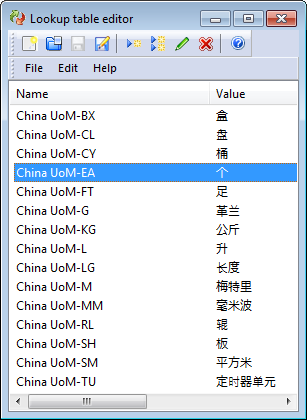 Lookup table editor
File Edit Help
Name Value
China UoM-BX 盒
China UoM-CL 盘
China UoM-CY 桶
China UoM-EA 个
China UoM-FT 足
China UoM-G 革兰
China UoM-KG 公斤
China UoM-L 升
China UoM-LG 长度
China UoM-M 梅特里
China UoM-MM 毫米波
China UoM-RL 辊
China UoM-SH 板
China UoM-SM 平方米
China UoM-TU 定时器单元